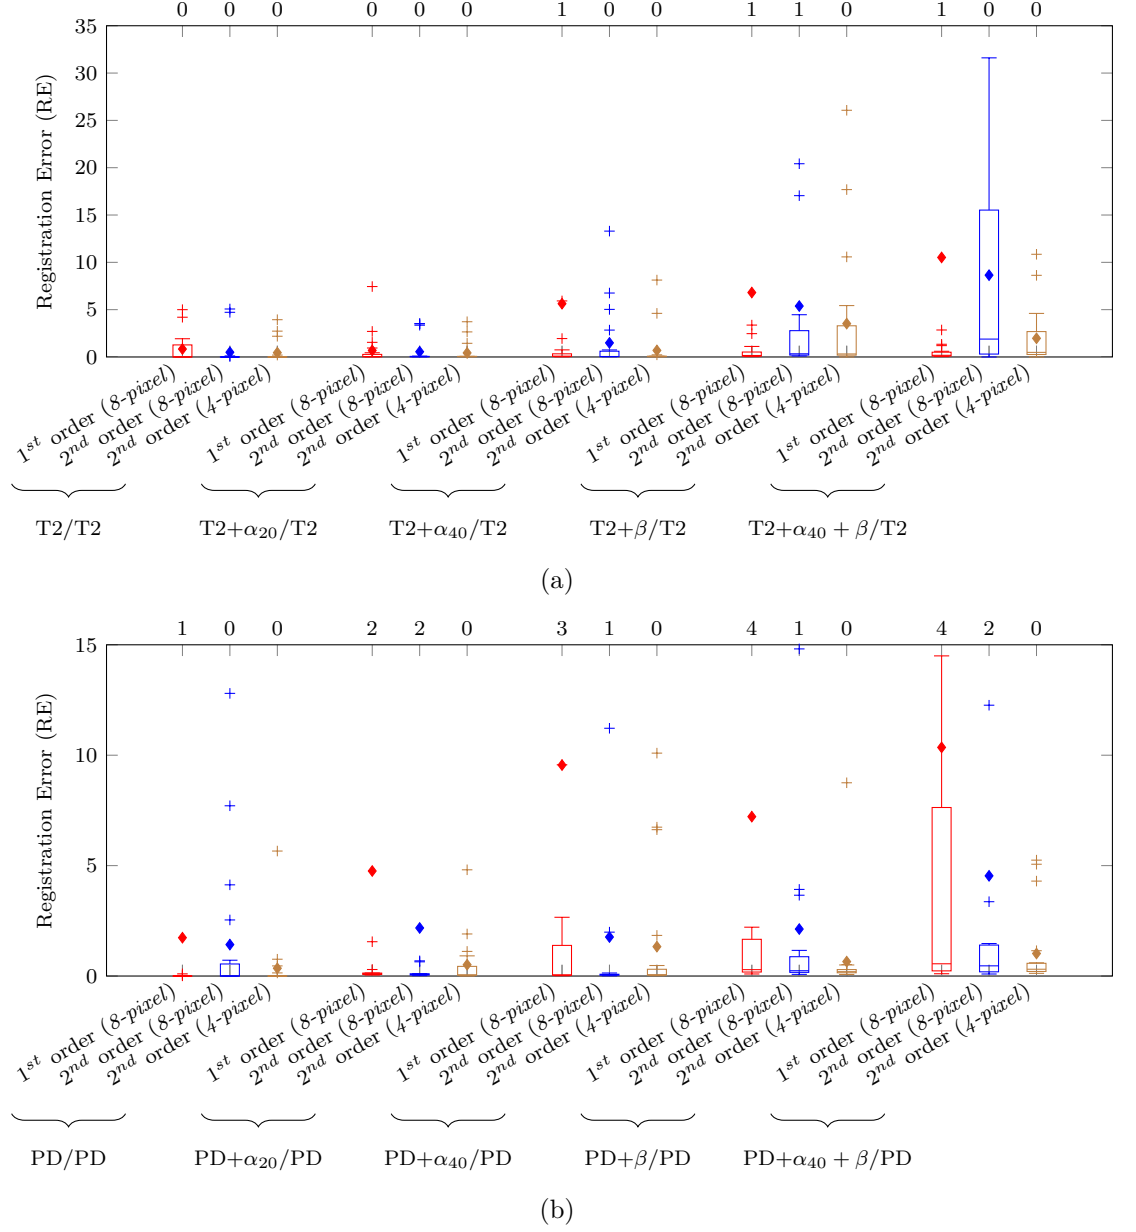 1 0 0 0 0 0 1 0 0 1 1 0 1 0 0
35
30
25
20
15
10
5
0
Registration Error (RE)
1st order (8-pixel)
2nd order (8-pixel)
2nd order (4-pixel)
1st order (8-pixel)
2nd order (8-pixel)
2nd order (4-pixel)
1st order (8-pixel)
2nd order (8-pixel)
2nd order (4-pixel)
1st order (8-pixel)
2nd order (8-pixel)
2nd order (4-pixel)
1st order (8-pixel)
2nd order (8-pixel)
2nd order (4-pixel)
T2/T2 T2+α20/T2 T2+α40/T2 T2+β/T2 T2+α40 + β/T2
(a)
1 0 0 2 2 0 3 1 0 4 1 0 4 2 0
15
10
5
0
Registration Error (RE)
1st order (8-pixel)
2nd order (8-pixel)
2nd order (4-pixel)
1st order (8-pixel)
2nd order (8-pixel)
2nd order (4-pixel)
1st order (8-pixel)
2nd order (8-pixel)
2nd order (4-pixel)
1st order (8-pixel)
2nd order (8-pixel)
2nd order (4-pixel)
1st order (8-pixel)
2nd order (8-pixel)
2nd order (4-pixel)
PD/PD PD+α20/PD PD+α40/PD PD+β/PD PD+α40 + β/PD
(b)